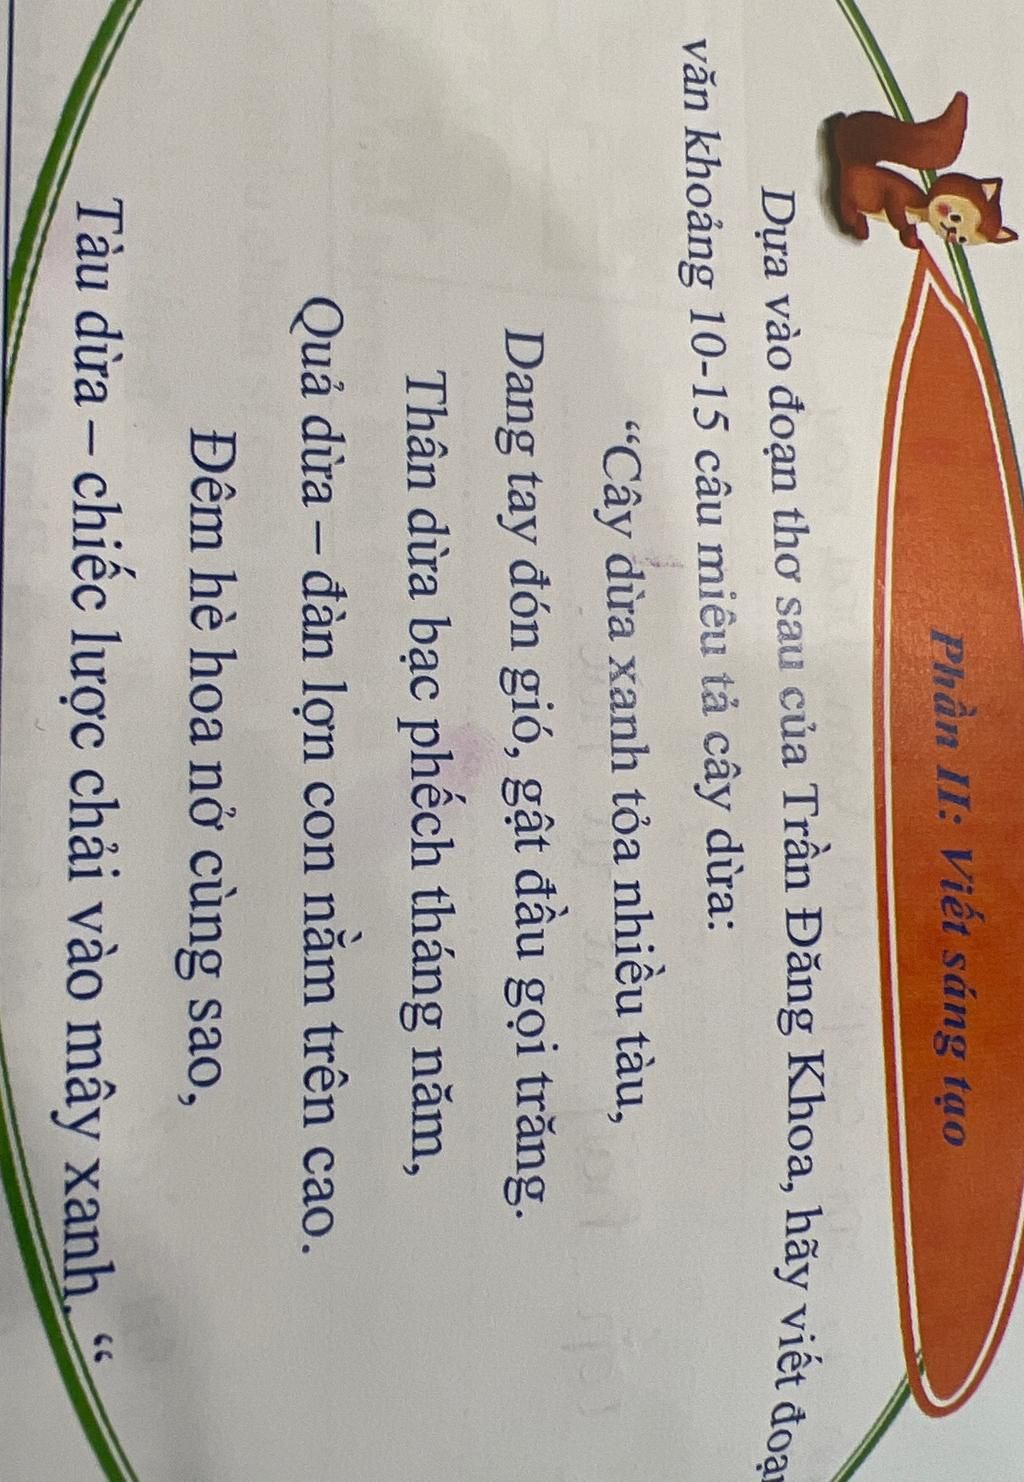 Phần II: Viết sáng tạo
Dựa vào đoạn thơ sau của Trần Đăng Khoa, hãy viết đoạn
văn khoảng 10-15 câu miêu tả cây dừa:
“Cây dừa xanh tỏa nhiều tàu,
Dang tay đón gió, gật đầu gọi trăng.
Thân dừa bạc phếch tháng năm,
Quả dừa – đàn lợn con nằm trên cao.
Đêm hè hoa nở cùng sao,
Tàu dừa – chiếc lược chải vào mây xanh. “